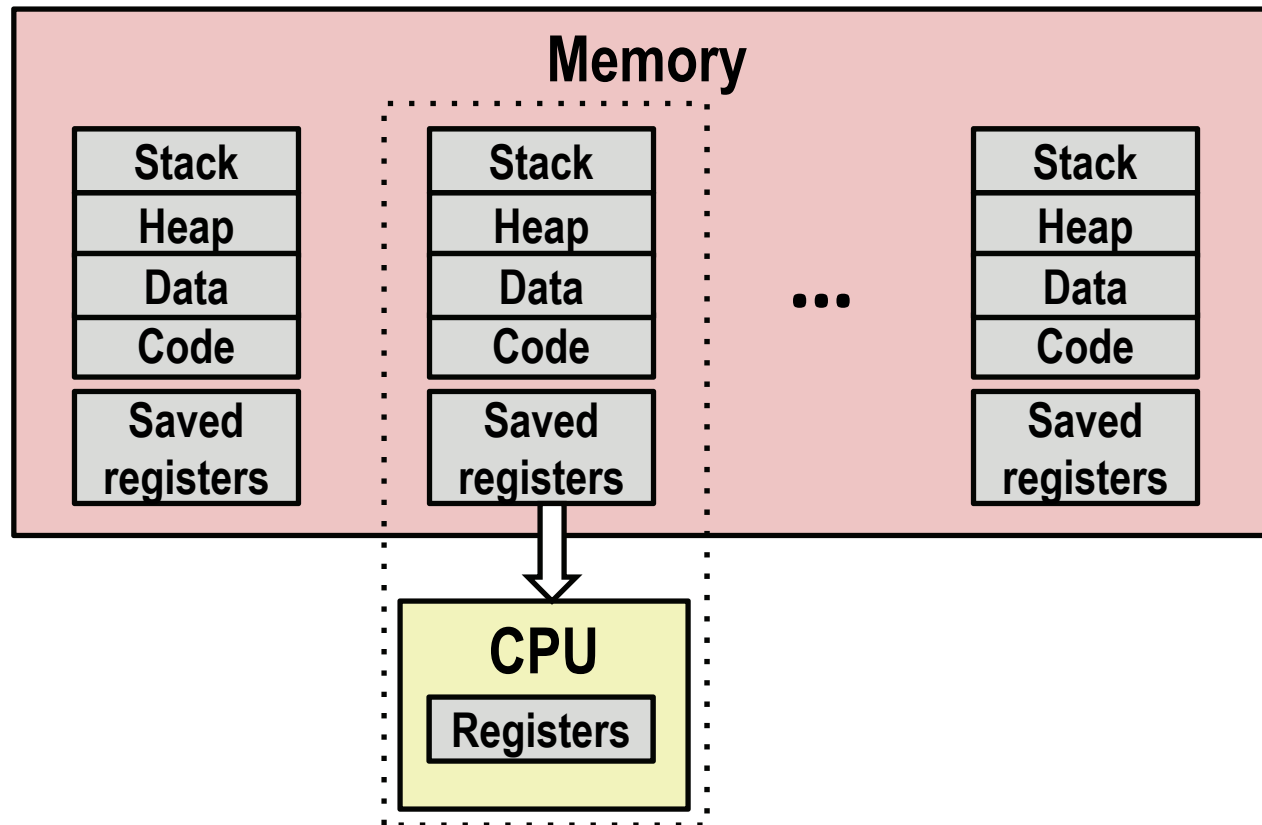 Memory
Stack
Heap
Data
Code
Saved
registers
Stack
Heap
Data
Code
Saved
registers
...
Stack
Heap
Data
Code
Saved
registers
CPU
Registers